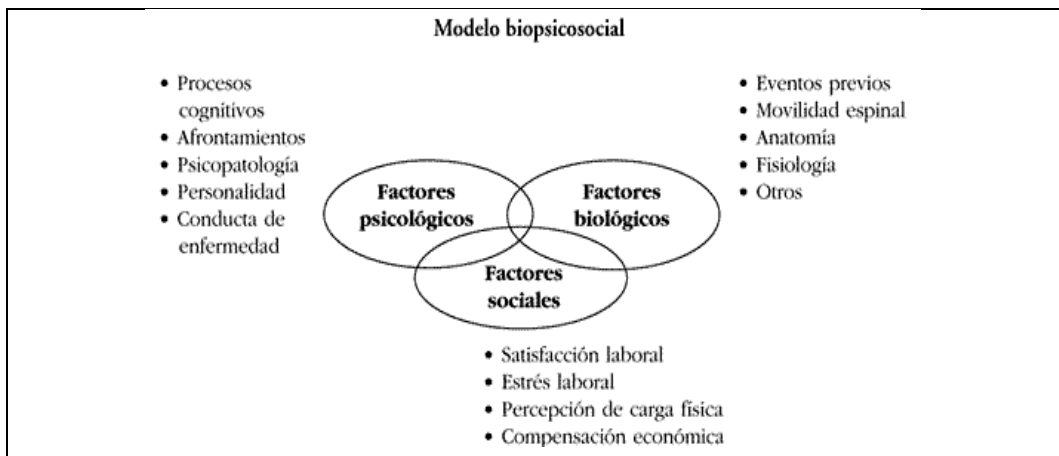 Modelo biopsicosocial
• Procesos
cognitivos
• Afrontamientos
• Psicopatología
• Personalidad
• Conducta de
enfermedad
• Eventos previos
• Movilidad espinal
• Anatomía
• Fisiología
• Otros
Factores
psicológicos
Factores
biológicos
Factores
sociales
• Satisfacción laboral
• Estrés laboral
• Percepción de carga física
• Compensación económica